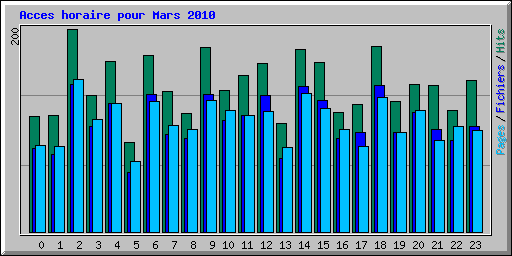 Acces horaire pour Mars 2010
200
Pages/Fichiers/Hits
0 1 2 3 4 5 6 7 8 9 10 11 12 13 14 15 16 17 18 19 20 21 22 23